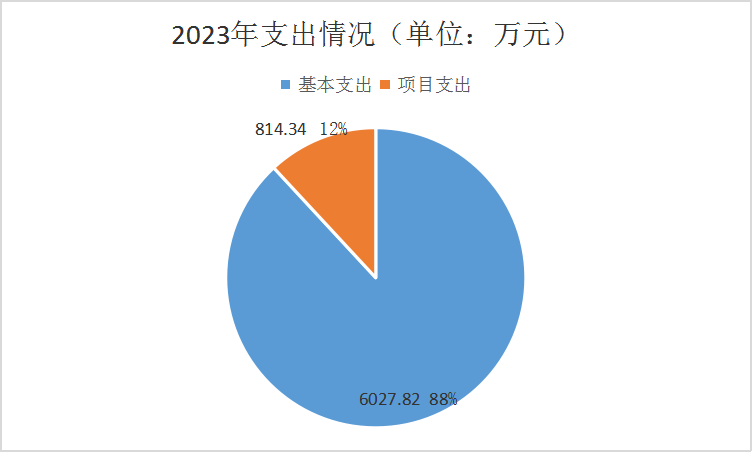 2023年支出情况（单位：万元）
基本支出 项目支出
814.34 12%
6027.82 88%